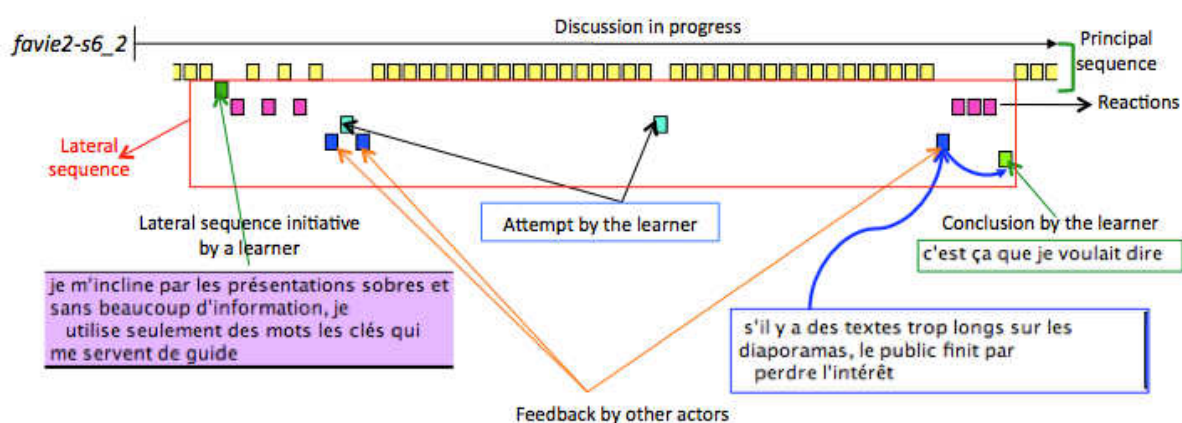 Discussion in progress
favie2-s6_2
Principal
sequence
Reactions
Lateral
sequence
Lateral sequence initiative
by a learner
Attempt by the learner
Conclusion by the learner
c'est ça que je voulait dire
je m'incline par les présentations sobres et
sans beaucoup d'information, je
utilise seulement des mots les clés qui
me servent de guide
s'il y a des textes trop longs sur les
diaporamas, le public finit par
perdre l'intérêt
Feedback by other actors